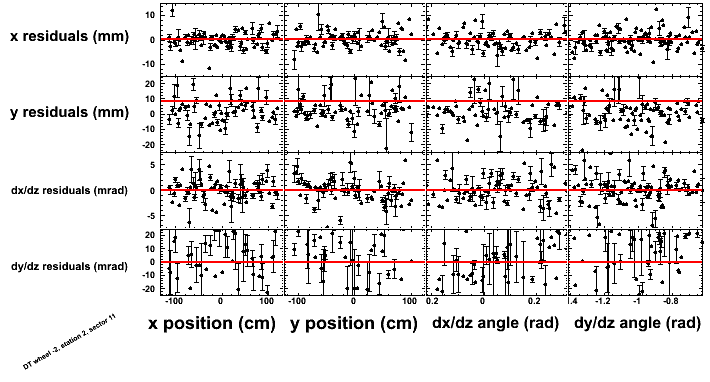 x residuals (mm)
10
0
-10
y residuals (mm)
20
10
0
-10
-20
dx/dz residuals (mrad)
5
0
-5
dy/dz residuals (mrad)
20
10
0
-10
-20
-100 0 100 -100 0 100 -0.2 0 0.2 -1.4 -1.2 -1 -0.8
x position (cm) y position (cm) dx/dz angle (rad) dy/dz angle (rad)
DT wheel -2, station 2, sector 11